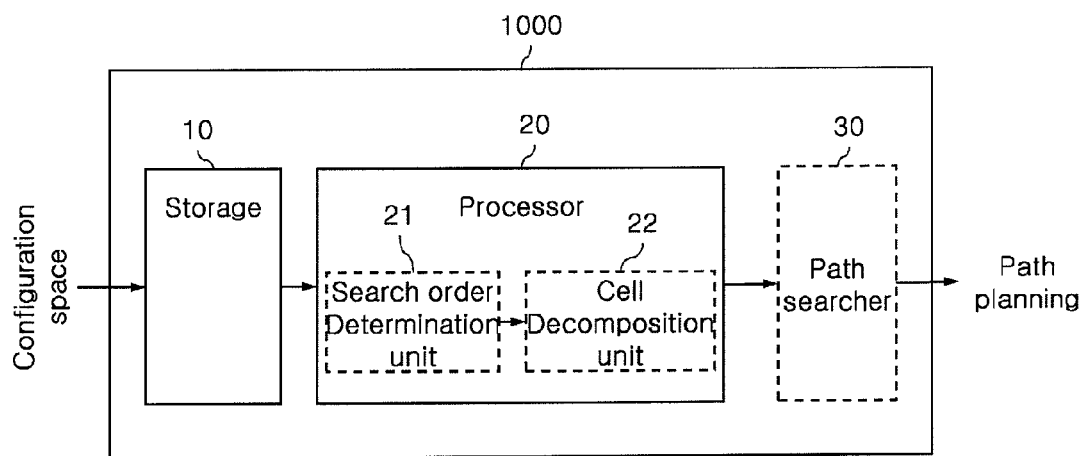 1000
10
20
30
Storage
Processor
21
22
Search order
Determination
unit
Cell
Decomposition
unit
Path
searcher
Configuration
space
Path
planning